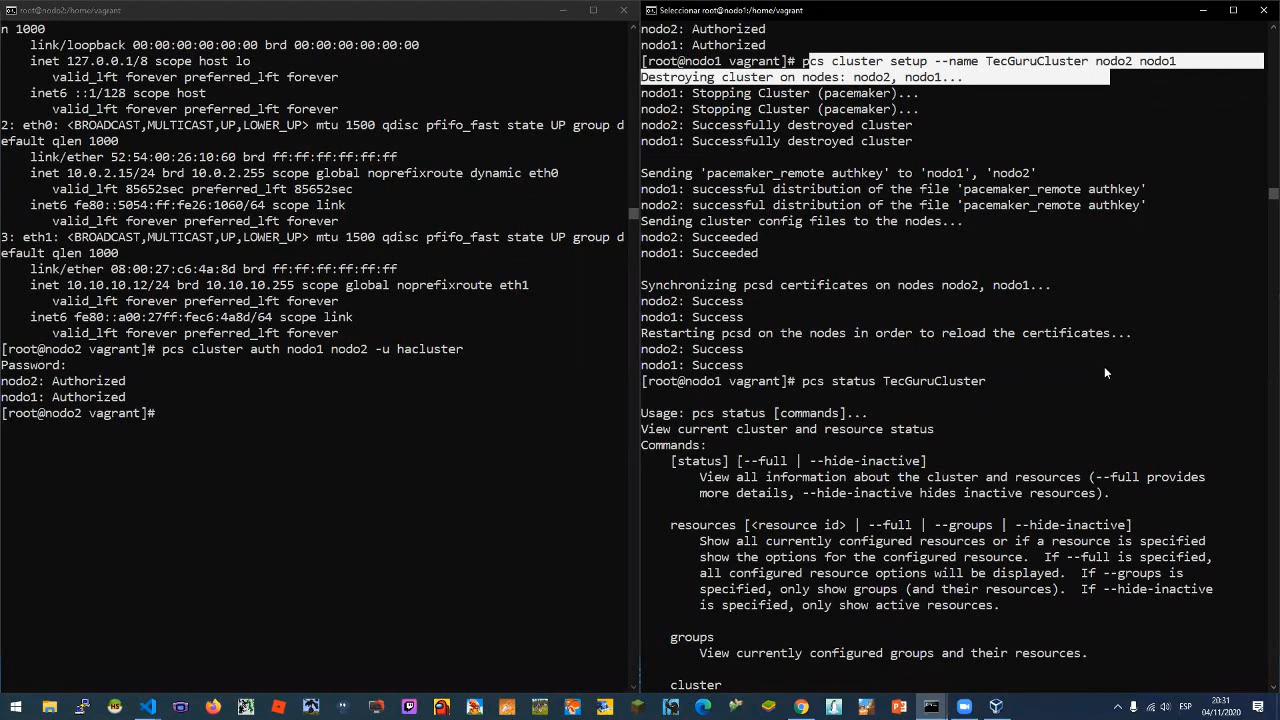 root@nodo2:/home/vagrant
n 1000
link/loopback 00:00:00:00:00:00 brd 00:00:00:00:00:00
inet 127.0.0.1/8 scope host lo
valid_lft forever preferred_lft forever
inet6 ::1/128 scope host
valid_lft forever preferred_lft forever
2: eth0: <BROADCAST,MULTICAST,UP,LOWER_UP> mtu 1500 qdisc pfifo_fast state UP group d
efault qlen 1000
link/ether 52:54:00:26:10:60 brd ff:ff:ff:ff:ff:ff
inet 10.0.2.15/24 brd 10.0.2.255 scope global noprefixroute dynamic eth0
valid_lft 85652sec preferred_lft 85652sec
inet6 fe80::5054:ff:fe26:1060/64 scope link
valid_lft forever preferred_lft forever
3: eth1: <BROADCAST,MULTICAST,UP,LOWER_UP> mtu 1500 qdisc pfifo_fast state UP group d
efault qlen 1000
link/ether 08:00:27:c6:4a:8d brd ff:ff:ff:ff:ff:ff
inet 10.10.10.12/24 brd 10.10.10.255 scope global noprefixroute eth1
valid_lft forever preferred_lft forever
inet6 fe80::a00:27ff:fec6:4a8d/64 scope link
valid_lft forever preferred_lft forever
[root@nodo2 vagrant]# pcs cluster auth nodo1 nodo2 -u hacluster
Password:
nodo2: Authorized
nodo1: Authorized
[root@nodo2 vagrant]#
Seleccionar root@nodo1:/home/vagrant
nodo2: Authorized
nodo1: Authorized
[root@nodo1 vagrant]# pcs cluster setup --name TecGuruCluster nodo2 nodo1
Destroying cluster on nodes: nodo2, nodo1...
nodo1: Stopping Cluster (pacemaker)...
nodo2: Stopping Cluster (pacemaker)...
nodo2: Successfully destroyed cluster
nodo1: Successfully destroyed cluster
Sending 'pacemaker_remote authkey' to 'nodo1', 'nodo2'
nodo1: successful distribution of the file 'pacemaker_remote authkey'
nodo2: successful distribution of the file 'pacemaker_remote authkey'
Sending cluster config files to the nodes...
nodo2: Succeeded
nodo1: Succeeded
Synchronizing pcsd certificates on nodes nodo2, nodo1...
nodo2: Success
nodo1: Success
Restarting pcsd on the nodes in order to reload the certificates...
nodo2: Success
nodo1: Success
[root@nodo1 vagrant]# pcs status TecGuruCluster
Usage: pcs status [commands]...
View current cluster and resource status
Commands:
[status] [--full | --hide-inactive]
View all information about the cluster and resources (--full provides
more details, --hide-inactive hides inactive resources).
resources [<resource id> | --full | --groups | --hide-inactive]
Show all currently configured resources or if a resource is specified
show the options for the configured resource.  If --full is specified,
all configured resource options will be displayed.  If --groups is
specified, only show groups (and their resources).  If --hide-inactive
is specified, only show active resources.
groups
View currently configured groups and their resources.
cluster
ESP
20:31
04/11/2020